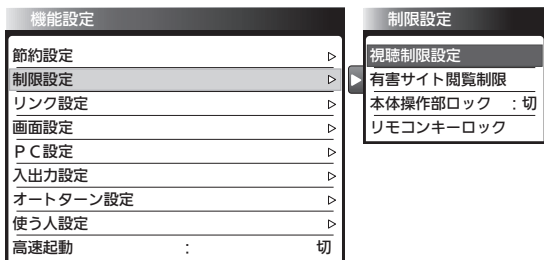 機能設定
節約設定
制限設定
リンク設定
画面設定
ＰＣ設定
入出力設定
オートターン設定
使う人設定
高速起動 : 切
制限設定
視聴制限設定
有害サイト閲覧制限
本体操作部ロック : 切
リモコンキーロック